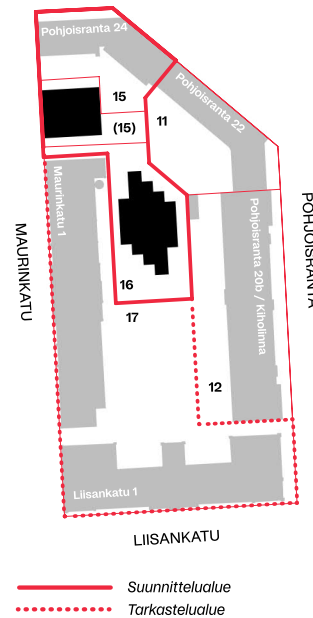 Pohjoisranta 24
Pohjoisranta 22
15
(15)
11
Maurinkatu 1
MAURINKATU
Pohjoisranta 20b / Kiholinna
POHJOISRANTA
16
17
12
Liisankatu 1
LIISANKATU
Suunnittelualue
Tarkastelualue